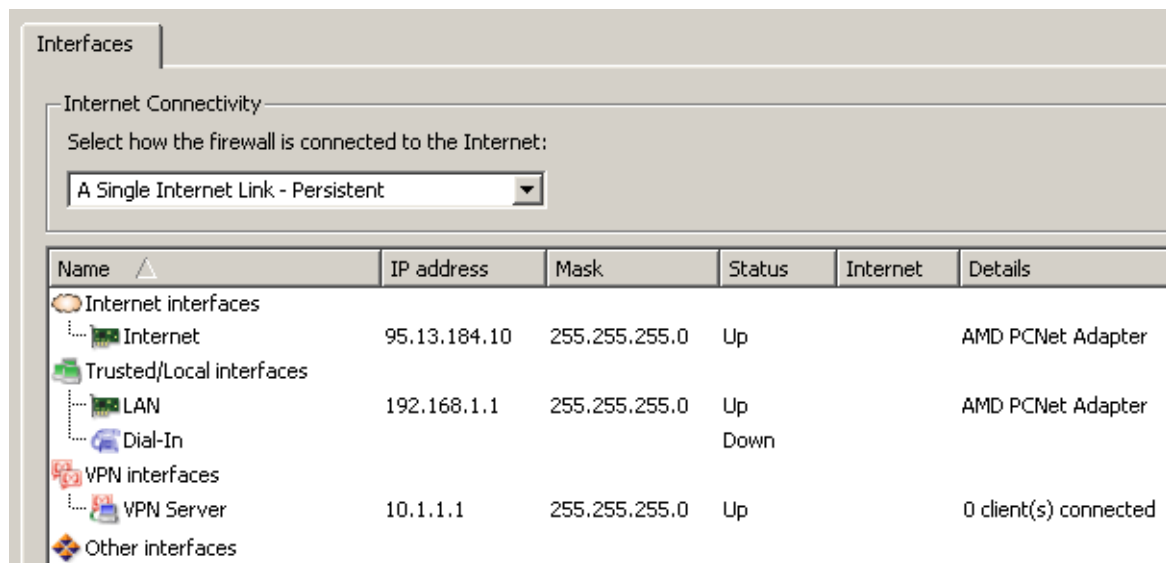 Interfaces
Internet Connectivity
Select how the firewall is connected to the Internet:
A Single Internet Link - Persistent
Name IP address Mask Status Internet Details
Internet interfaces
Internet 95.13.184.10 255.255.255.0 Up AMD PCNet Adapter
Trusted/Local interfaces
LAN 192.168.1.1 255.255.255.0 Up AMD PCNet Adapter
Dial-In Down
VPN interfaces
VPN Server 10.1.1.1 255.255.255.0 Up 0 client(s) connected
Other interfaces